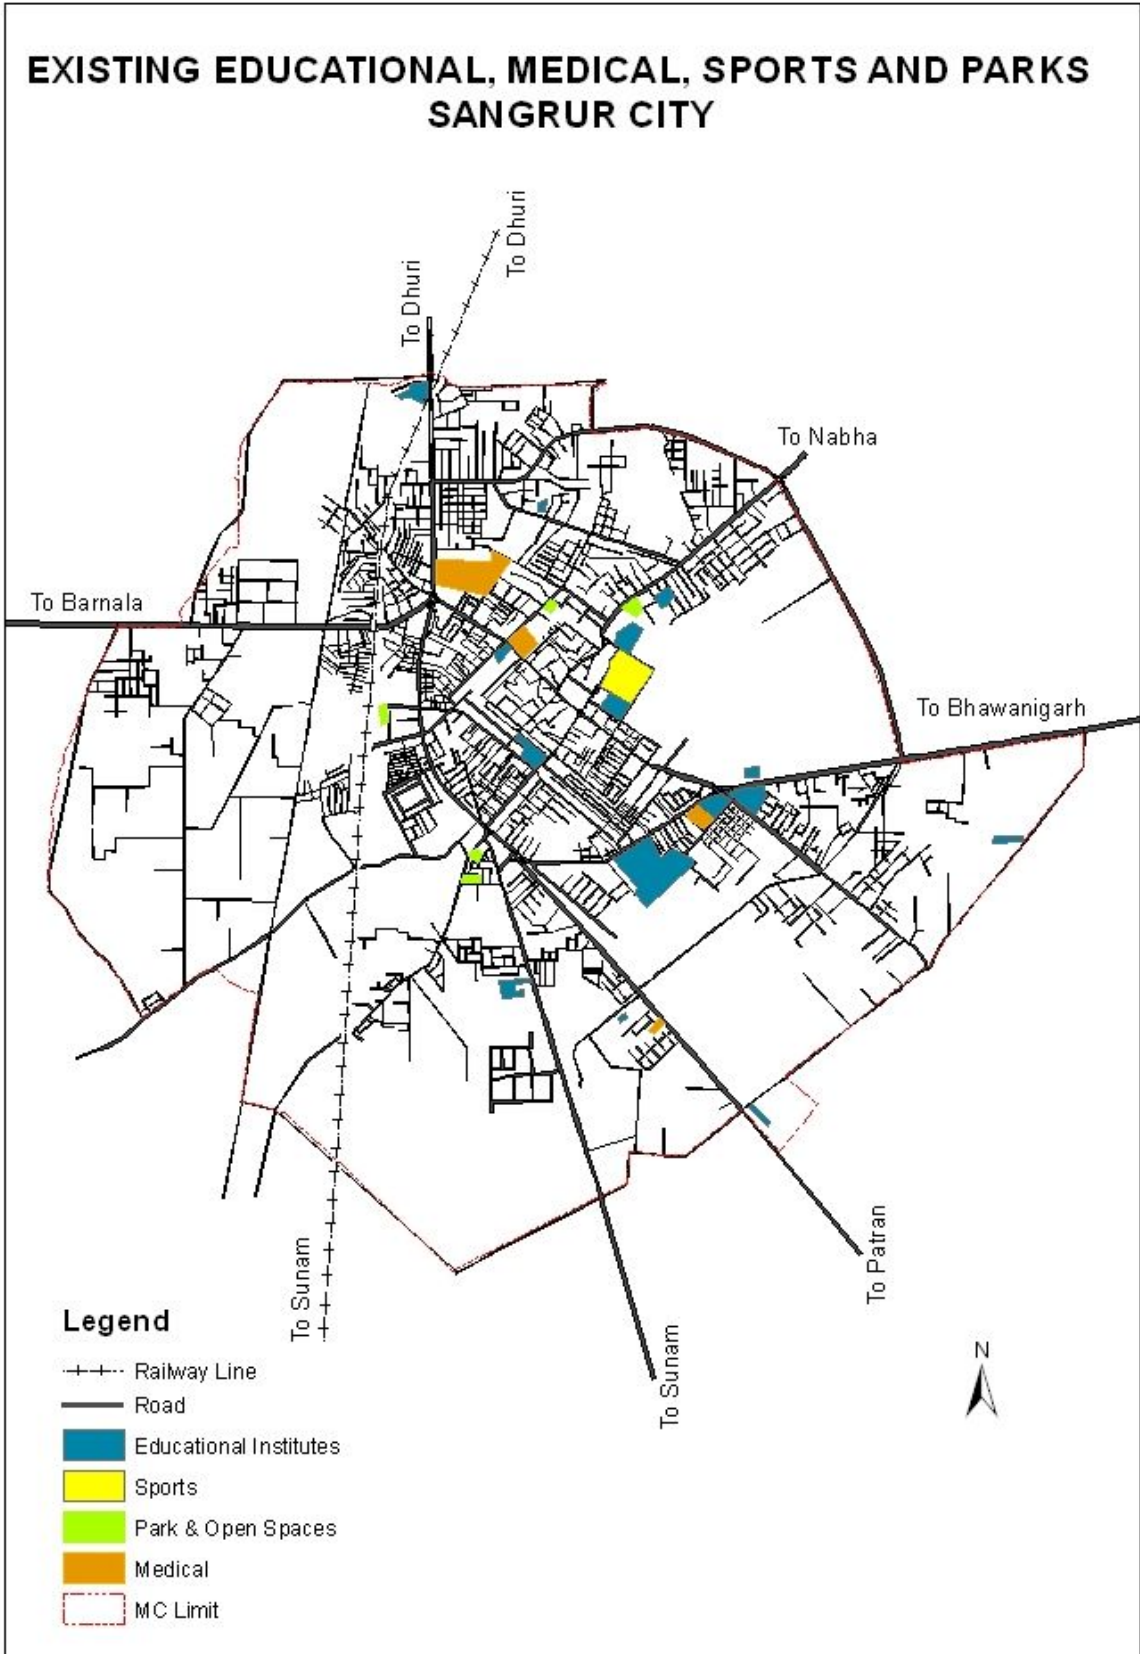 EXISTING EDUCATIONAL, MEDICAL, SPORTS AND PARKS
SANGRUR CITY
To Dhuri
To Dhuri
To Nabha
To Barnala
To Bhawanigarh
To Patran
To Sunam
To Sunam
Legend
Railway Line
Road
Educational Institutes
Sports
Park & Open Spaces
Medical
MC Limit
N